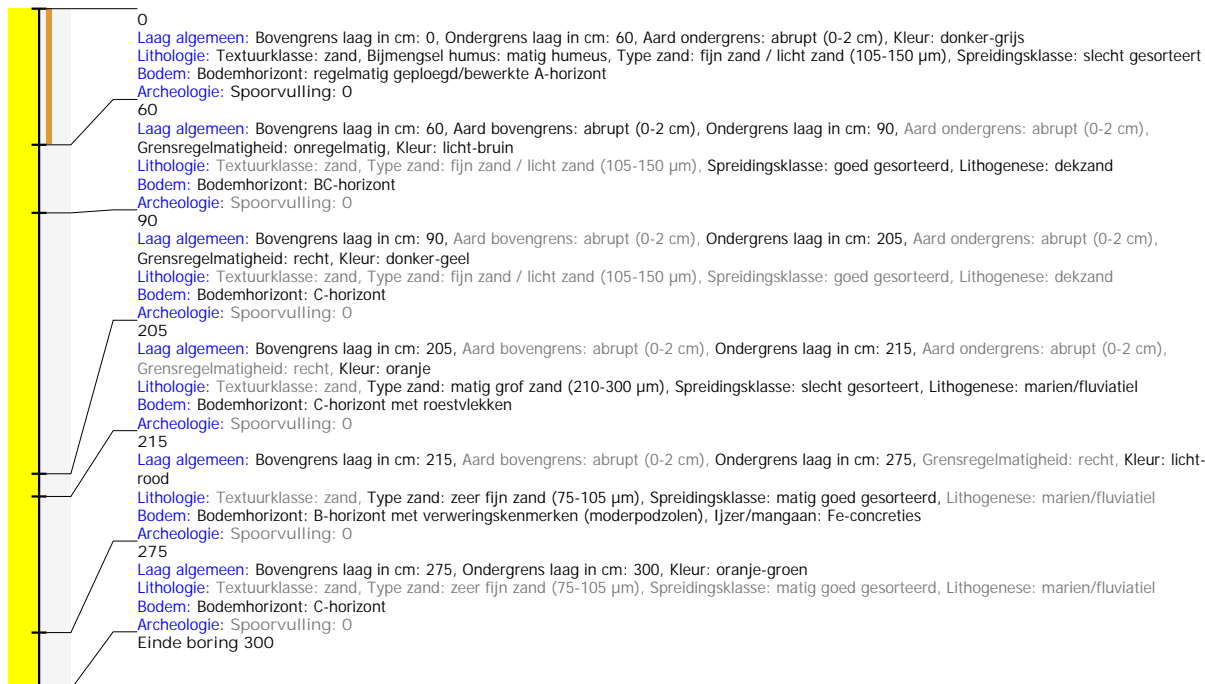 0
Laag algemeen: Bovengrens laag in cm: 0, Ondergrens laag in cm: 60, Aard ondergrens: abrupt (0-2 cm), Kleur: donker-grijs
Lithologie: Textuurklasse: zand, Bijmengsel humus: matig humeus, Type zand: fijn zand / licht zand (105-150 µm), Spreidingsklasse: slecht gesorteert
Bodem: Bodemhorizont: regelmatig geploegd/bewerkte A-horizont
Archeologie: Spoorvulling: 0
60
Laag algemeen: Bovengrens laag in cm: 60, Aard bovengrens: abrupt (0-2 cm), Ondergrens laag in cm: 90, Aard ondergrens: abrupt (0-2 cm),
Grensregelmatigheid: onregelmatig, Kleur: licht-bruin
Lithologie: Textuurklasse: zand, Type zand: fijn zand / licht zand (105-150 µm), Spreidingsklasse: goed gesorteerd, Lithogenese: dekzand
Bodem: Bodemhorizont: BC-horizont
Archeologie: Spoorvulling: 0
90
Laag algemeen: Bovengrens laag in cm: 90, Aard bovengrens: abrupt (0-2 cm), Ondergrens laag in cm: 205, Aard ondergrens: abrupt (0-2 cm),
Grensregelmatigheid: recht, Kleur: donker-geel
Lithologie: Textuurklasse: zand, Type zand: fijn zand / licht zand (105-150 µm), Spreidingsklasse: goed gesorteerd, Lithogenese: dekzand
Bodem: Bodemhorizont: C-horizont
Archeologie: Spoorvulling: 0
205
Laag algemeen: Bovengrens laag in cm: 205, Aard bovengrens: abrupt (0-2 cm), Ondergrens laag in cm: 215, Aard ondergrens: abrupt (0-2 cm),
Grensregelmatigheid: recht, Kleur: oranje
Lithologie: Textuurklasse: zand, Type zand: matig grof zand (210-300 µm), Spreidingsklasse: slecht gesorteerd, Lithogenese: marien/fluviatiel
Bodem: Bodemhorizont: C-horizont met roestvlekken
Archeologie: Spoorvulling: 0
215
Laag algemeen: Bovengrens laag in cm: 215, Aard bovengrens: abrupt (0-2 cm), Ondergrens laag in cm: 275, Grensregelmatigheid: recht, Kleur: licht-
rood
Lithologie: Textuurklasse: zand, Type zand: zeer fijn zand (75-105 µm), Spreidingsklasse: matig goed gesorteerd, Lithogenese: marien/fluviatiel
Bodem: Bodemhorizont: B-horizont met verweringskenmerken (moderpodzolen), Ijzer/mangaan: Fe-concreties
Archeologie: Spoorvulling: 0
275
Laag algemeen: Bovengrens laag in cm: 275, Ondergrens laag in cm: 300, Kleur: oranje-groen
Lithologie: Textuurklasse: zand, Type zand: zeer fijn zand (75-105 µm), Spreidingsklasse: matig goed gesorteerd, Lithogenese: marien/fluviatiel
Bodem: Bodemhorizont: C-horizont
Archeologie: Spoorvulling: 0
Einde boring 300